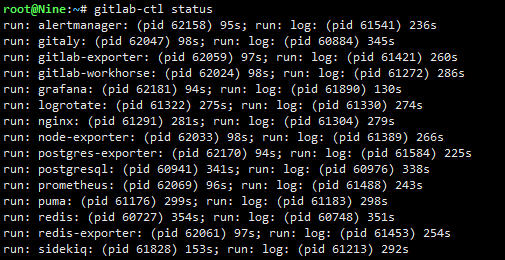 root@Nine:~# gitlab-ctl status
run: alertmanager: (pid 62158) 95s; run: log: (pid 61541) 236s
run: gitaly: (pid 62047) 98s; run: log: (pid 60884) 345s
run: gitlab-exporter: (pid 62059) 97s; run: log: (pid 61421) 260s
run: gitlab-workhorse: (pid 62024) 98s; run: log: (pid 61272) 286s
run: grafana: (pid 62181) 94s; run: log: (pid 61890) 130s
run: logrotate: (pid 61322) 275s; run: log: (pid 61330) 274s
run: nginx: (pid 61291) 281s; run: log: (pid 61304) 279s
run: node-exporter: (pid 62033) 98s; run: log: (pid 61389) 266s
run: postgres-exporter: (pid 62170) 94s; run: log: (pid 61584) 225s
run: postgresql: (pid 60941) 341s; run: log: (pid 60976) 338s
run: prometheus: (pid 62069) 96s; run: log: (pid 61488) 243s
run: puma: (pid 61176) 299s; run: log: (pid 61183) 298s
run: redis: (pid 60727) 354s; run: log: (pid 60748) 351s
run: redis-exporter: (pid 62061) 97s; run: log: (pid 61453) 254s
run: sidekiq: (pid 61828) 153s; run: log: (pid 61213) 292s